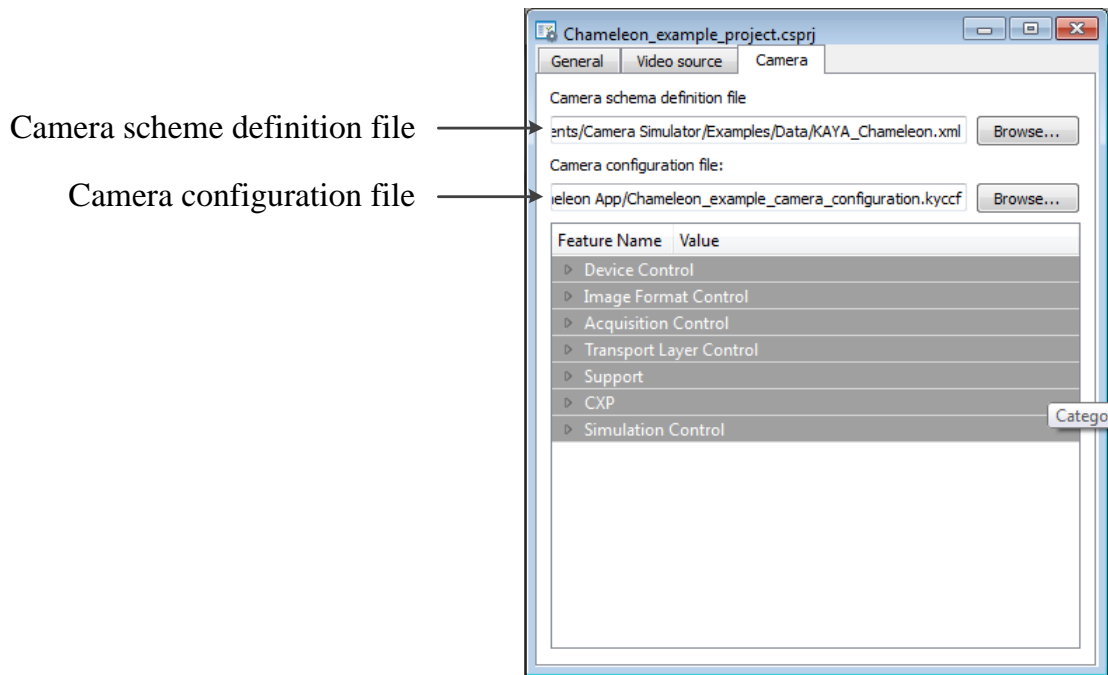 Chameleon_example_project.csprj
General Video source Camera
Camera schema definition file
Camera scheme definition file
ents/Camera Simulator/Examples/Data/KAYA_Chameleon.xml Browse...
Camera configuration file:
Camera configuration file
eleon App/Chameleon_example_camera_configuration.kyccf Browse...
Feature Name Value
Device Control
Image Format Control
Acquisition Control
Transport Layer Control
Support
CXP
Catego
Simulation Control